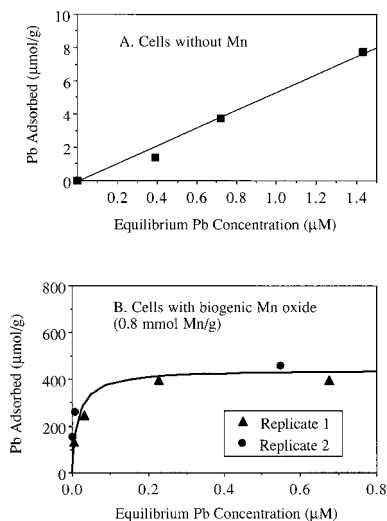 A. Cells without Mn
Pb Adsorbed (μmol/g)
10
8
6
4
2
0
0.2 0.4 0.6 0.8 1.0 1.2 1.4
Equilibrium Pb Concentration (μM)
B. Cells with biogenic Mn oxide
(0.8 mmol Mn/g)
Pb Adsorbed (μmol/g)
800
600
400
200
0
Replicate 1
Replicate 2
0.0 0.2 0.4 0.6 0.8
Equilibrium Pb Concentration (μM)